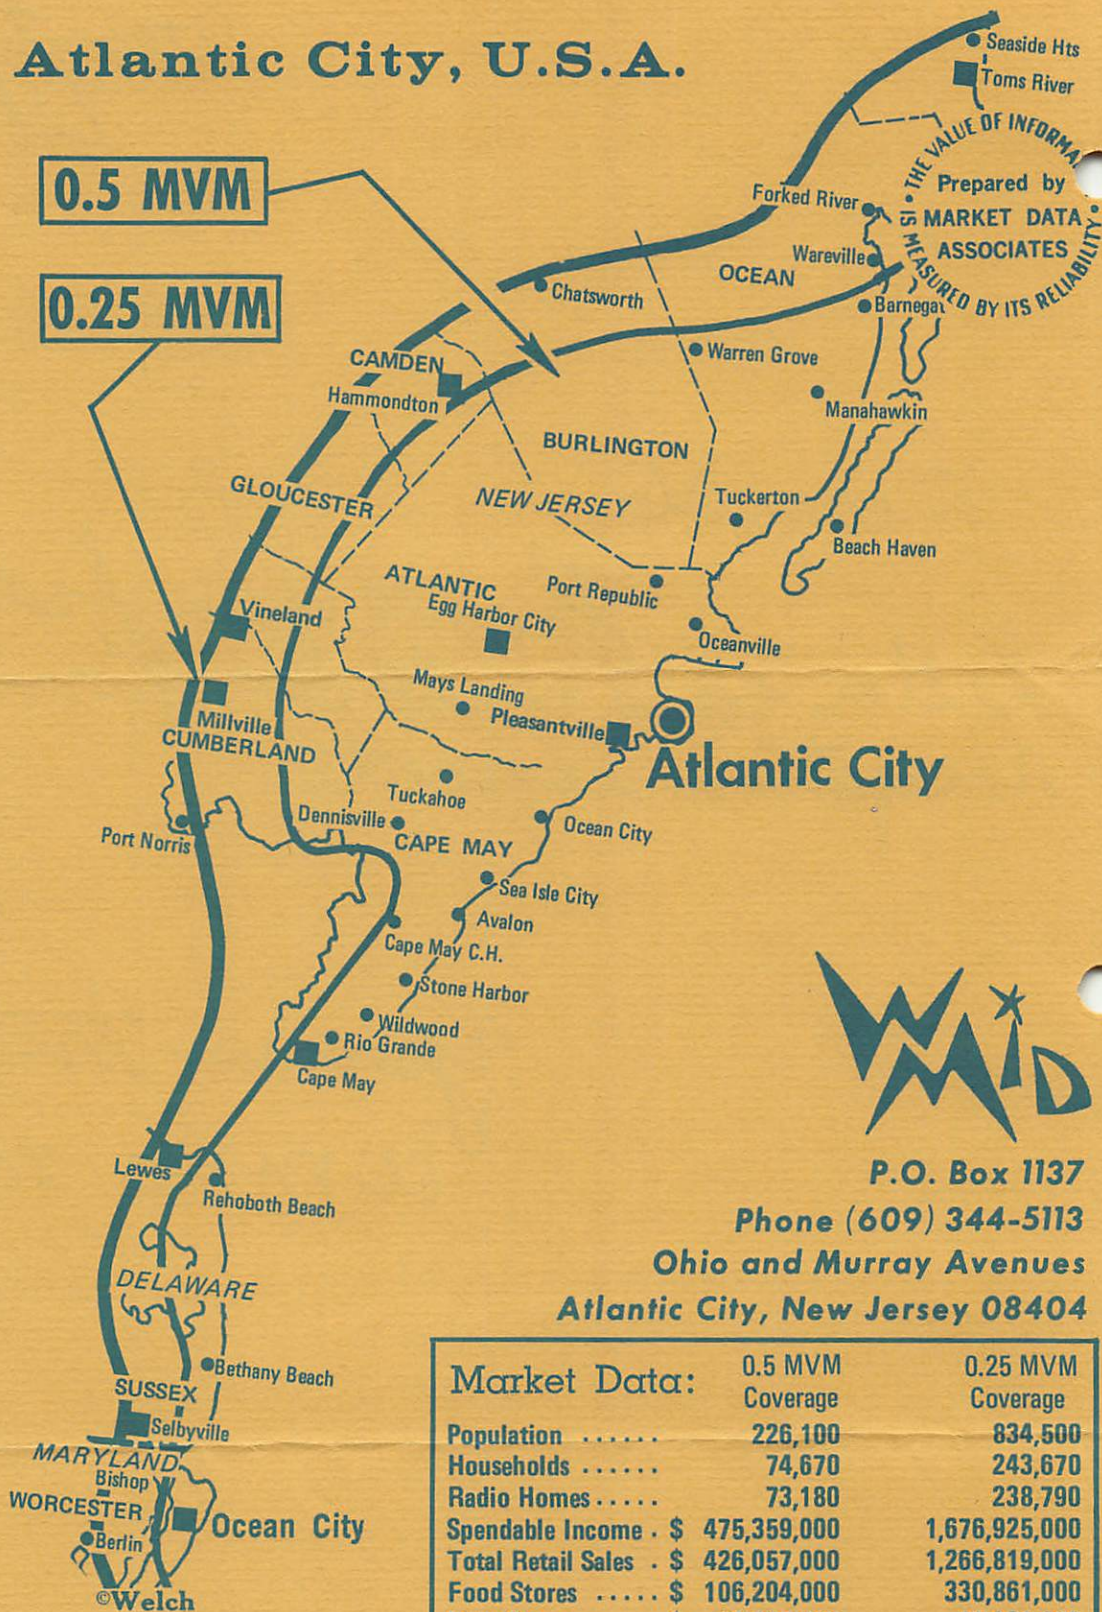 Atlantic City, U.S.A.
0.5 MVM
0.25 MVM
Seaside Hts
Toms River
• THE VALUE OF INFORMA
• IS MEASURED BY ITS RELIABILITY •
Prepared by
MARKET DATA
ASSOCIATES
Forked River
Wareville
OCEAN
Chatsworth
Barnegat
Warren Grove
CAMDEN
Hammondton
Manahawkin
BURLINGTON
GLOUCESTER
NEW JERSEY
Tuckerton
Beach Haven
ATLANTIC
Port Republic
Egg Harbor City
Vineland
Oceanville
Mays Landing
Pleasantville
Millville
CUMBERLAND
Atlantic City
Tuckahoe
Dennisville
Ocean City
Port Norris
CAPE MAY
Sea Isle City
Avalon
Cape May C.H.
Stone Harbor
Wildwood
Rio Grande
Cape May
WMID
Lewes
Rehoboth Beach
P.O. Box 1137
Phone (609) 344-5113
Ohio and Murray Avenues
Atlantic City, New Jersey 08404
DELAWARE
Bethany Beach
SUSSEX
Selbyville
MARYLAND
Bishop
WORCESTER
Ocean City
Berlin
©Welch
Market Data: 0.5 MVM Coverage 0.25 MVM Coverage
Population ...... 226,100 834,500
Households ...... 74,670 243,670
Radio Homes ..... 73,180 238,790
Spendable Income . $ 475,359,000 1,676,925,000
Total Retail Sales . $ 426,057,000 1,266,819,000
Food Stores ..... $ 106,204,000 330,861,000